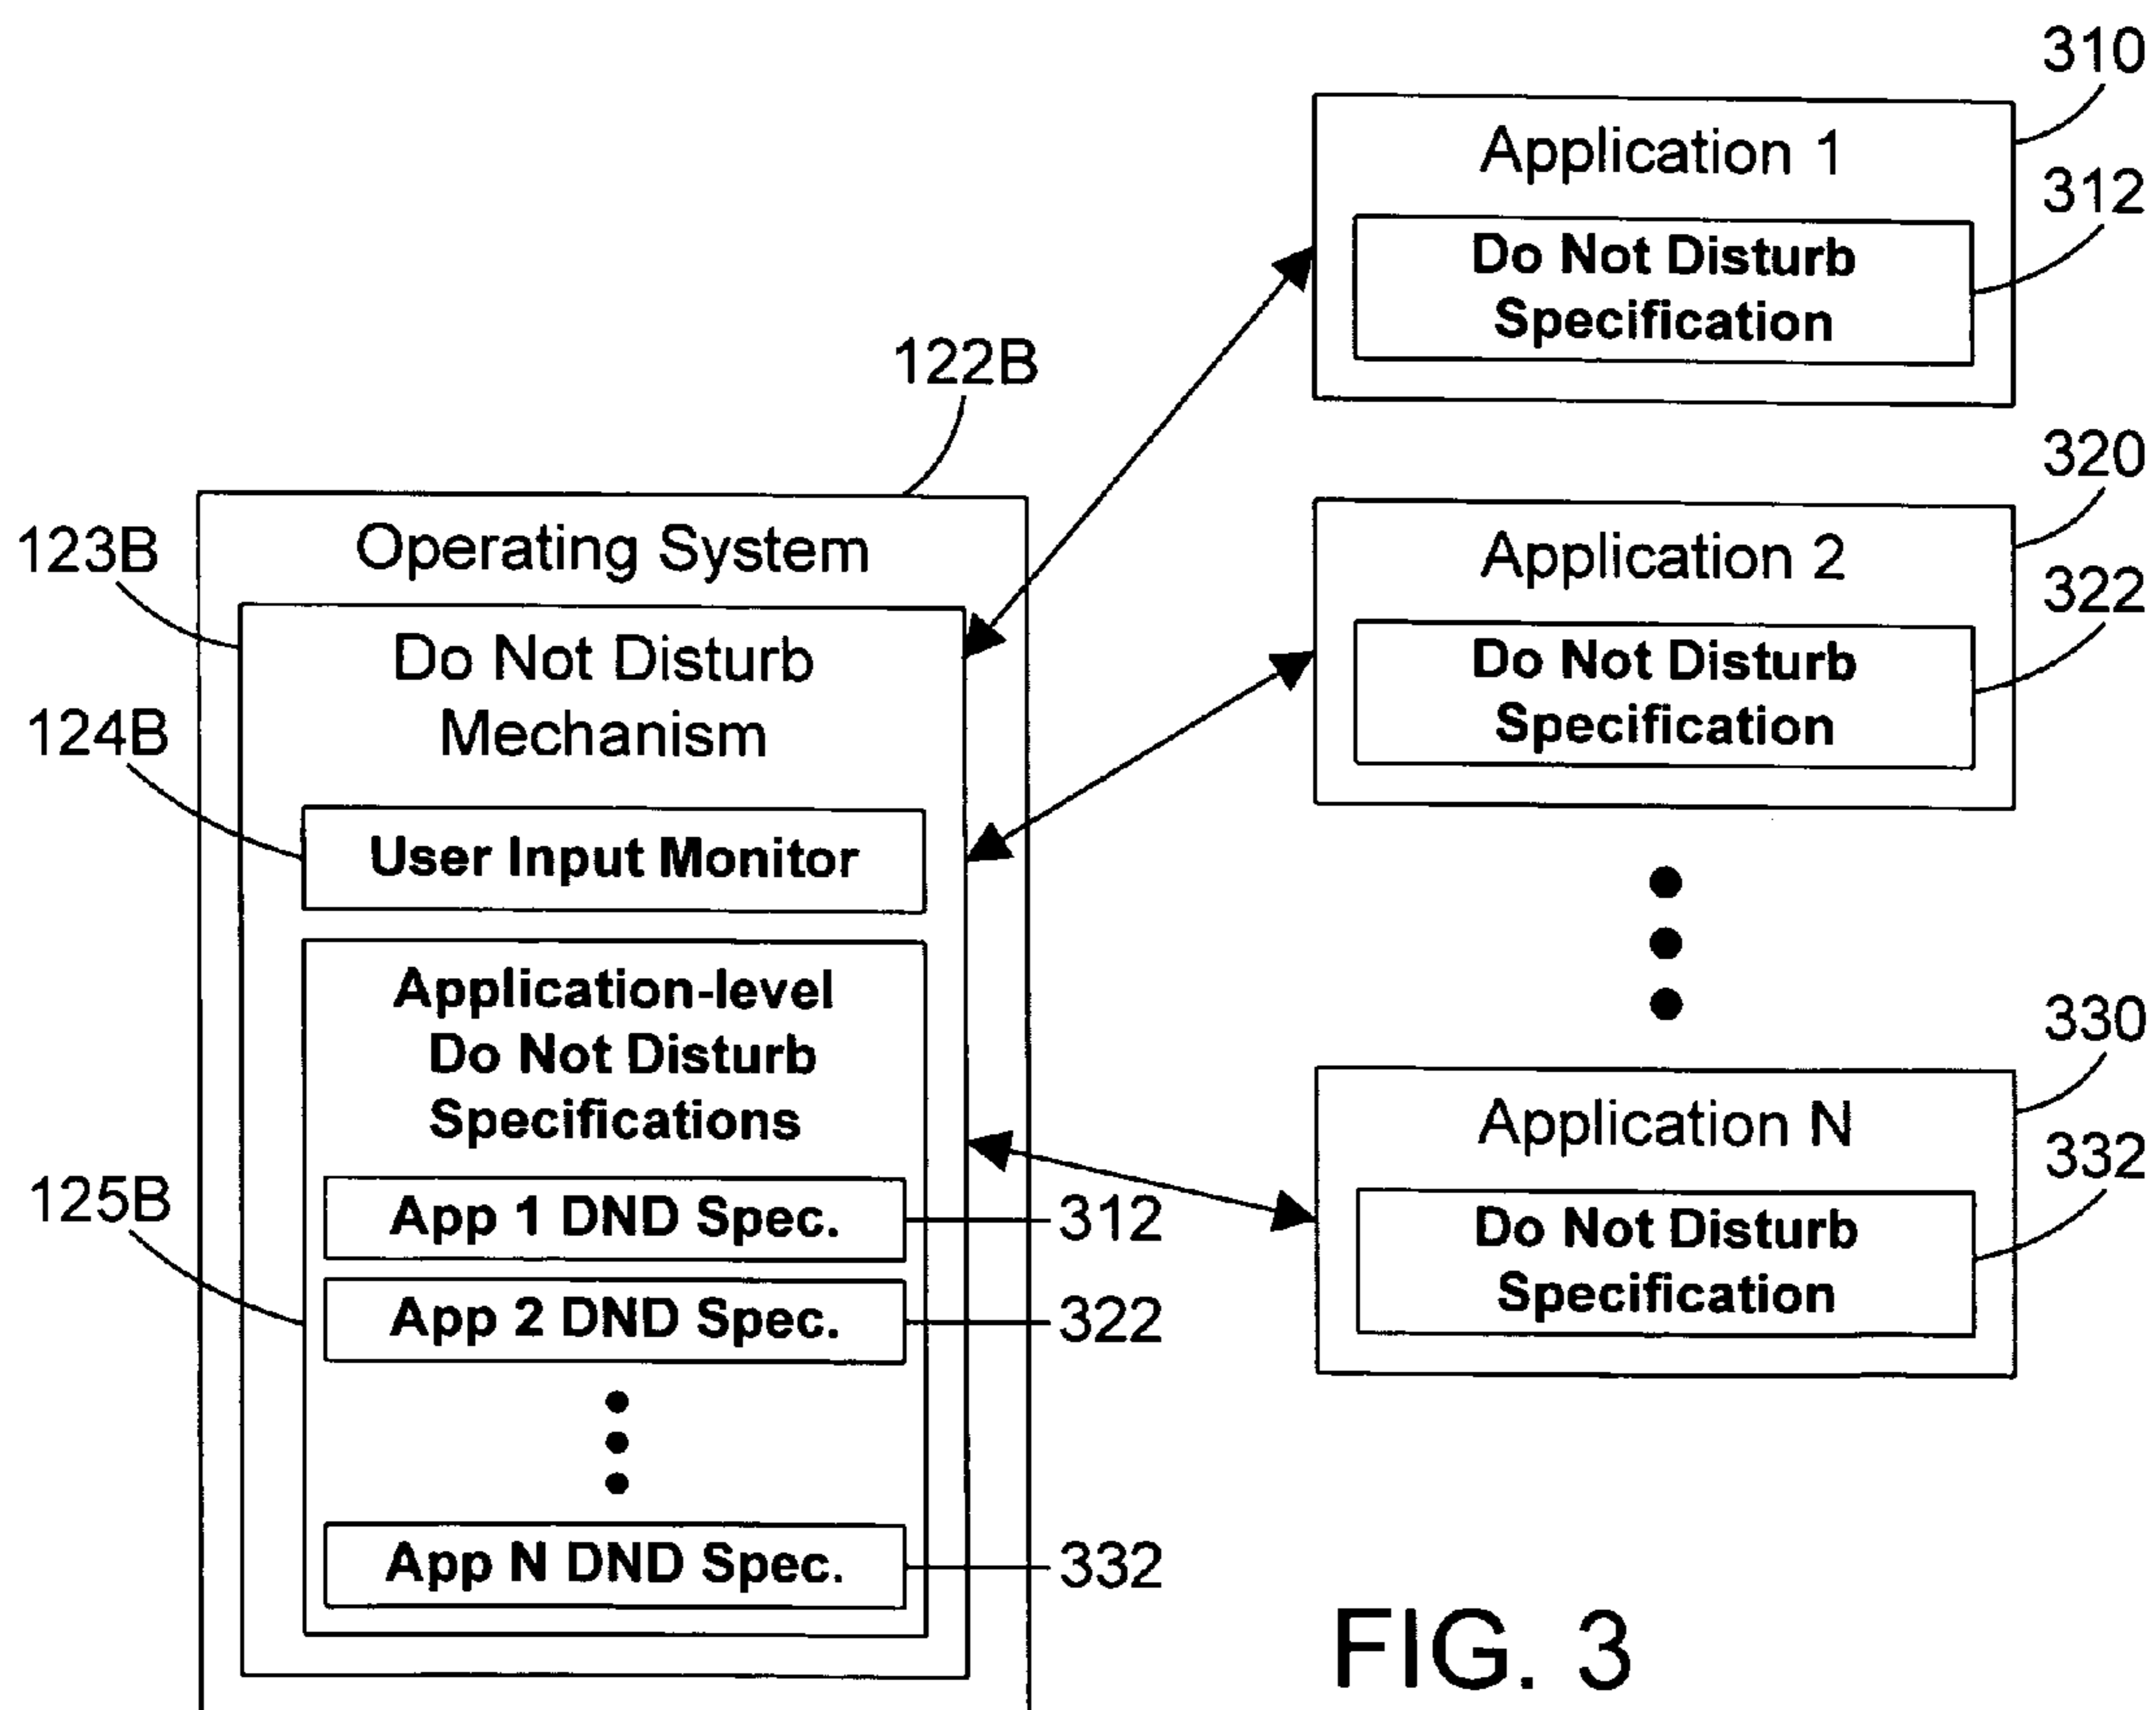 310
Application 1
312
Do Not Disturb
Specification
122B
320
Application 2
322
Do Not Disturb
Specification
123B
Operating System
Do Not Disturb
Mechanism
124B
User Input Monitor
Application-level
Do Not Disturb
Specifications
125B
App 1 DND Spec.
312
App 2 DND Spec.
322
App N DND Spec.
332
330
Application N
332
Do Not Disturb
Specification
FIG. 3